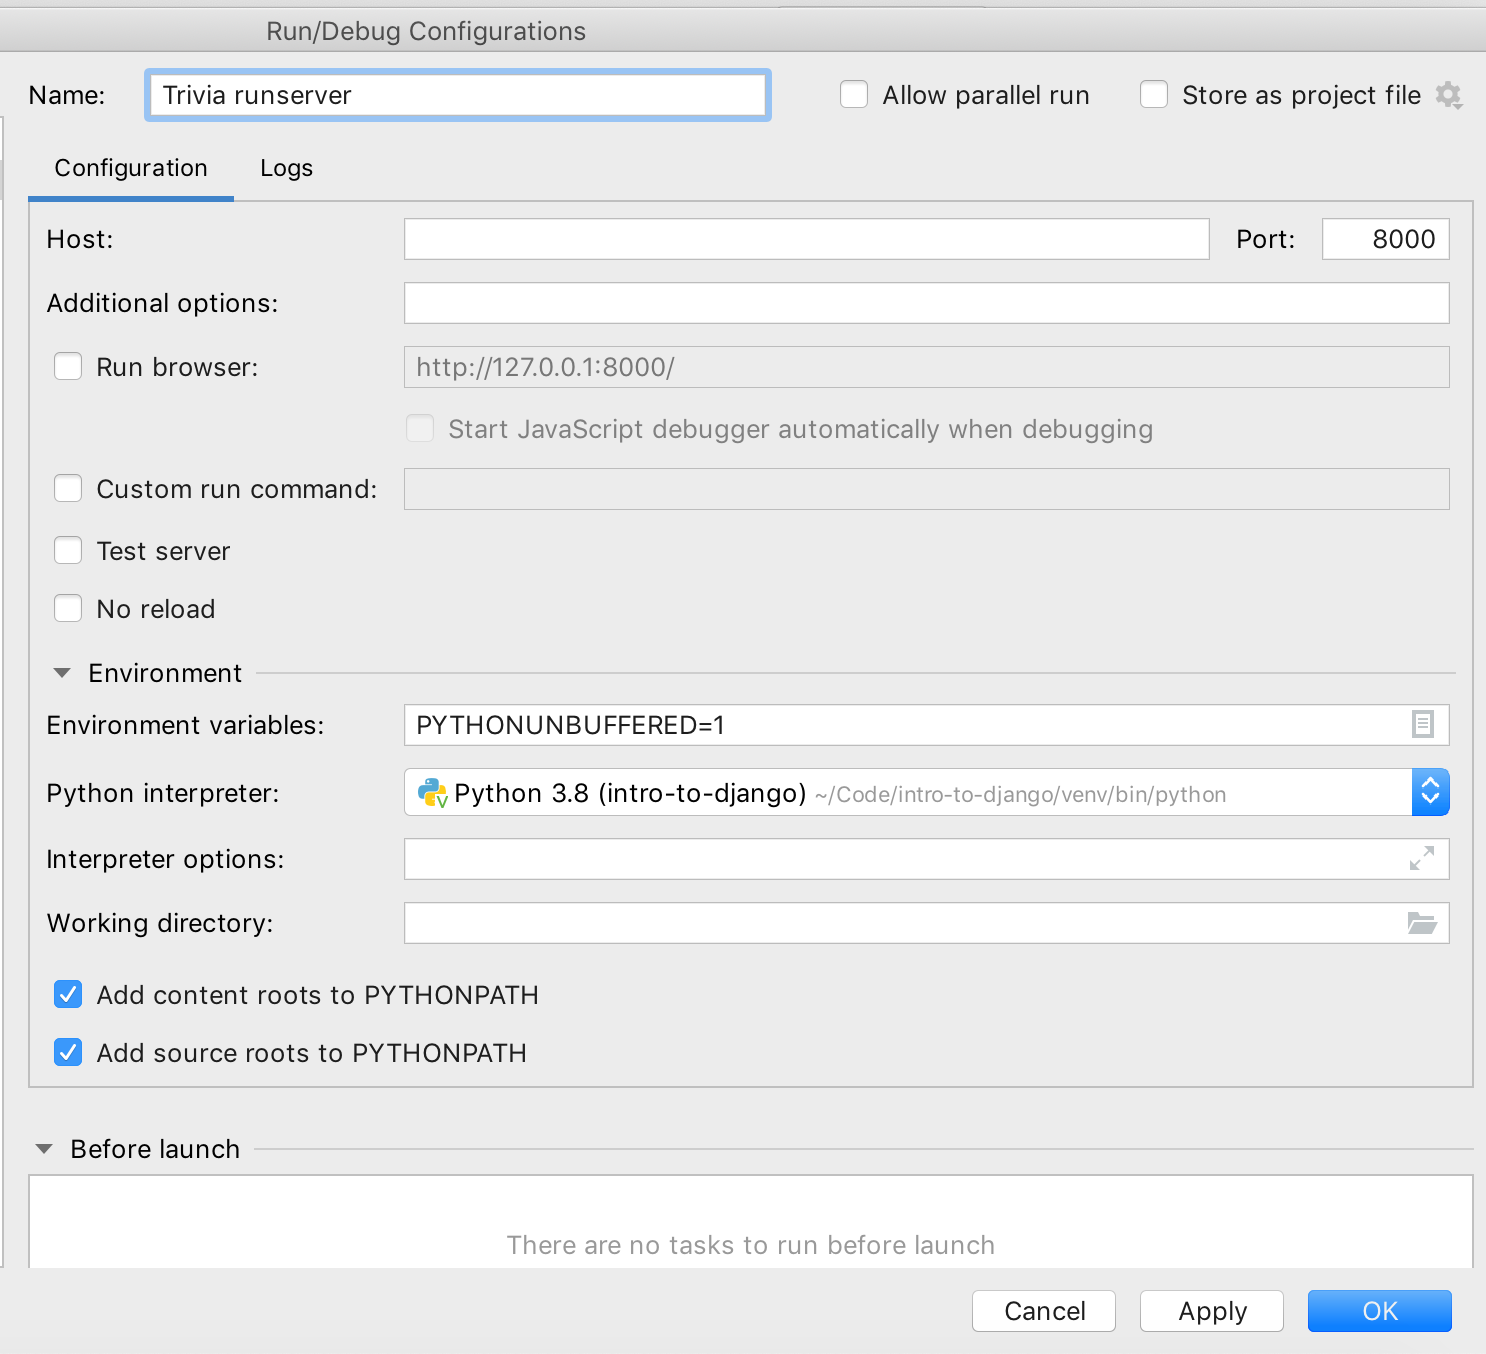 Run/Debug Configurations
Name: Trivia runserver Allow parallel run Store as project file
Configuration Logs
Host: Port: 8000
Additional options:
Run browser: http://127.0.0.1:8000/
Start JavaScript debugger automatically when debugging
Custom run command:
Test server
No reload
Environment
Environment variables: PYTHONUNBUFFERED=1
Python interpreter: Python 3.8 (intro-to-django) ~/Code/intro-to-django/venv/bin/python
Interpreter options:
Working directory:
Add content roots to PYTHONPATH
Add source roots to PYTHONPATH
Before launch
There are no tasks to run before launch
Cancel Apply OK